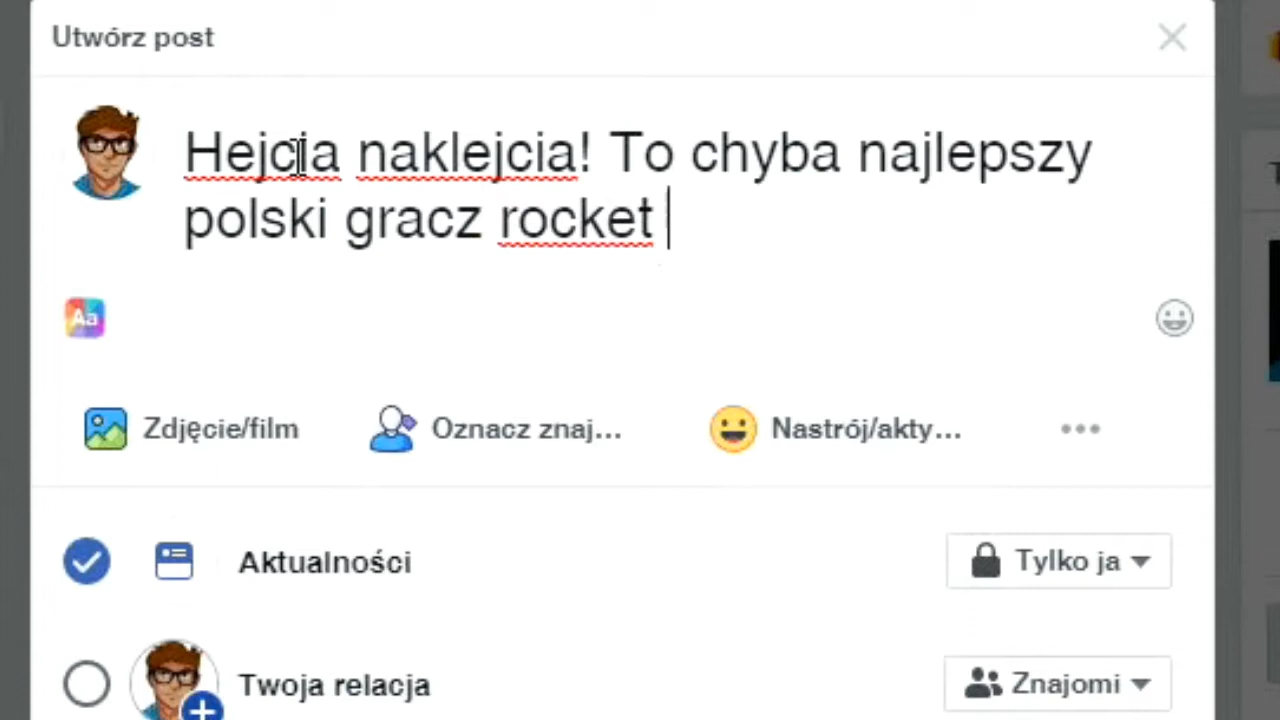 Utwórz post
Hejcia naklejcia! To chyba najlepszy
polski gracz rocket
Aa
Zdjęcie/film
Oznacz znaj...
Nastrój/akty...
Aktualności
Tylko ja
Twoja relacja
Znajomi